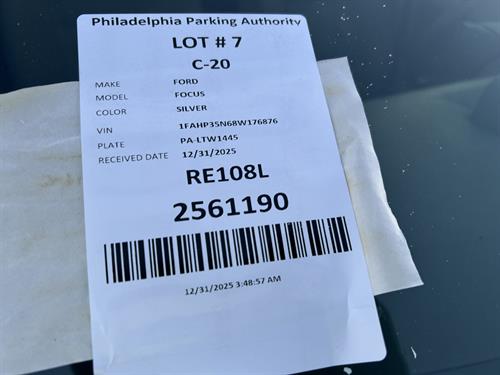 Philadelphia Parking Authority
LOT # 7
C-20
MAKE FORD
MODEL FOCUS
COLOR SILVER
VIN 1FAHP35N68W176876
PLATE PA-LTW1445
RECEIVED DATE 12/31/2025
RE108L
2561190
12/31/2025 3:48:57 AM